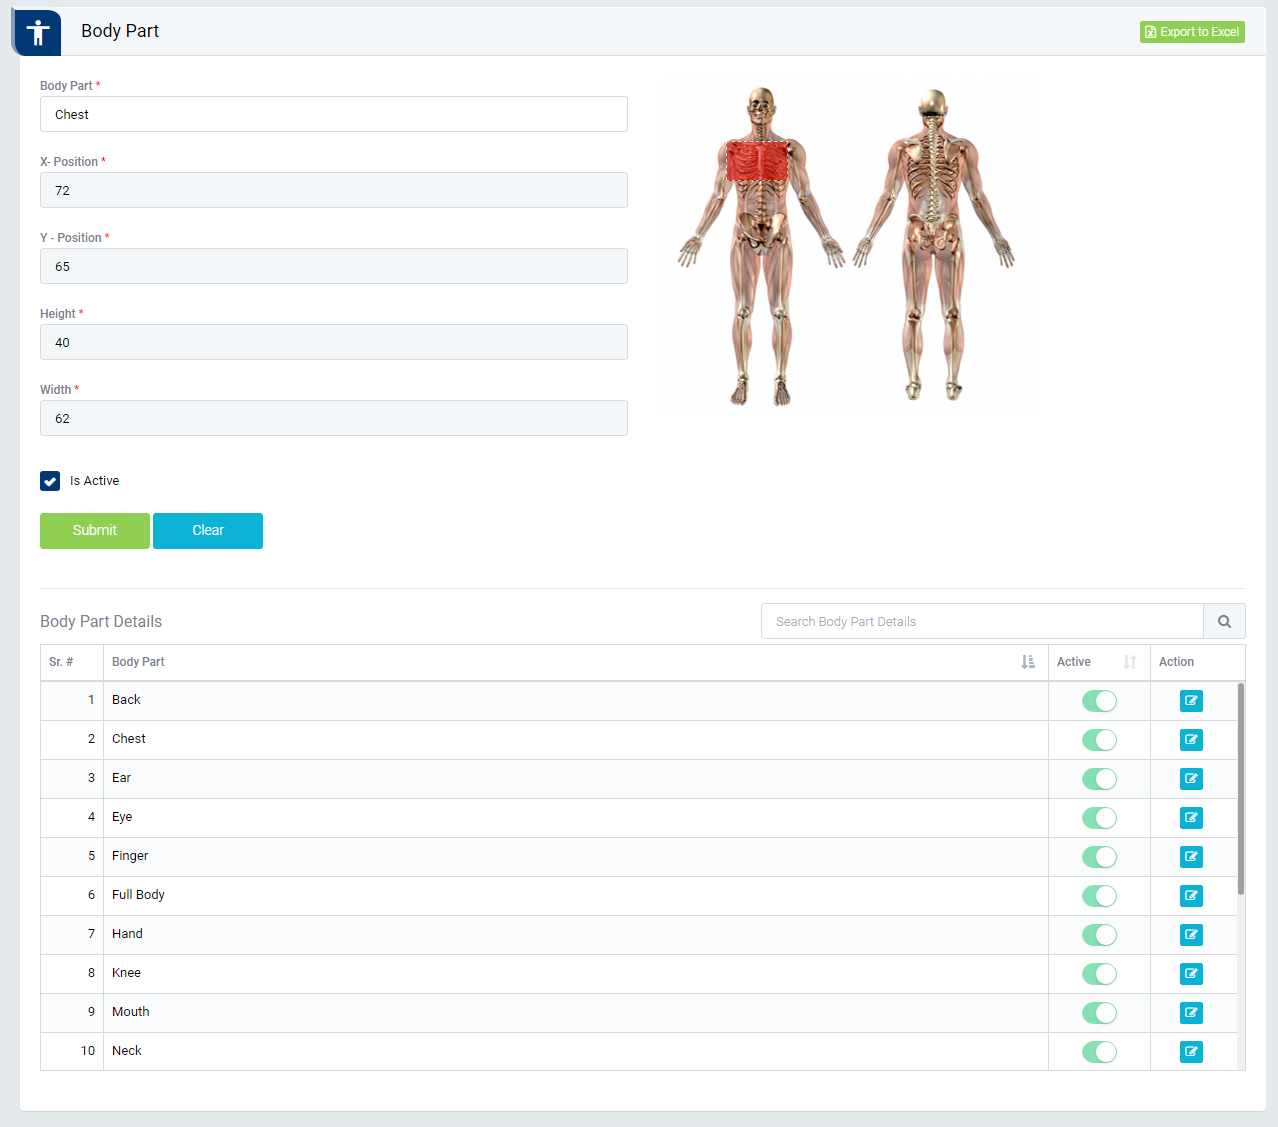 Body Part
Export to Excel
Body Part *
Chest
X- Position *
72
Y - Position *
65
Height *
40
Width *
62
Is Active
Submit Clear
Body Part Details
Search Body Part Details
Sr. # Body Part Active Action
1 Back
2 Chest
3 Ear
4 Eye
5 Finger
6 Full Body
7 Hand
8 Knee
9 Mouth
10 Neck